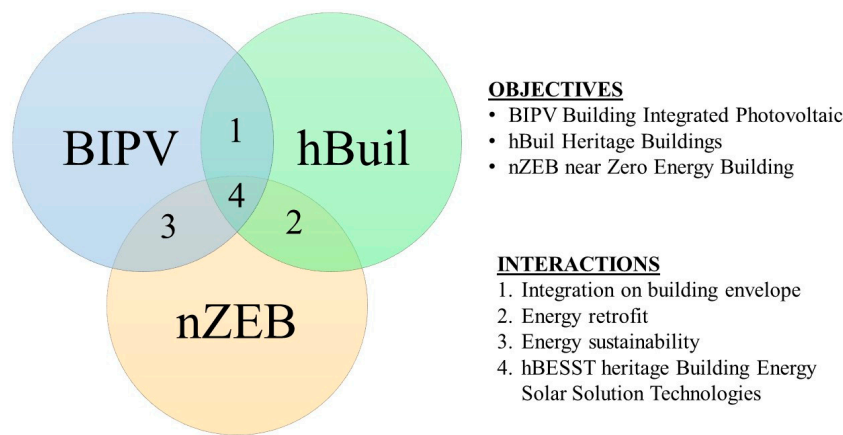 BIPV
1
hBuil
4
3
2
nZEB
OBJECTIVES
• BIPV Building Integrated Photovoltaic
• hBuil Heritage Buildings
• nZEB near Zero Energy Building
INTERACTIONS
1. Integration on building envelope
2. Energy retrofit
3. Energy sustainability
4. hBESST heritage Building Energy
Solar Solution Technologies